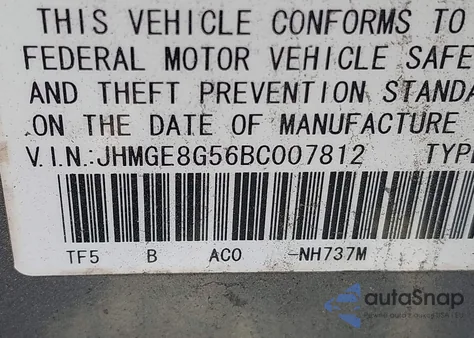 THIS VEHICLE CONFORMS TO
FEDERAL MOTOR VEHICLE SAFE
AND THEFT PREVENTION STANDA
ON THE DATE OF MANUFACTURE
V.I.N.:JHMGE8G56BC007812 TYP
TF5 B AC0 -NH737M
autoSnap